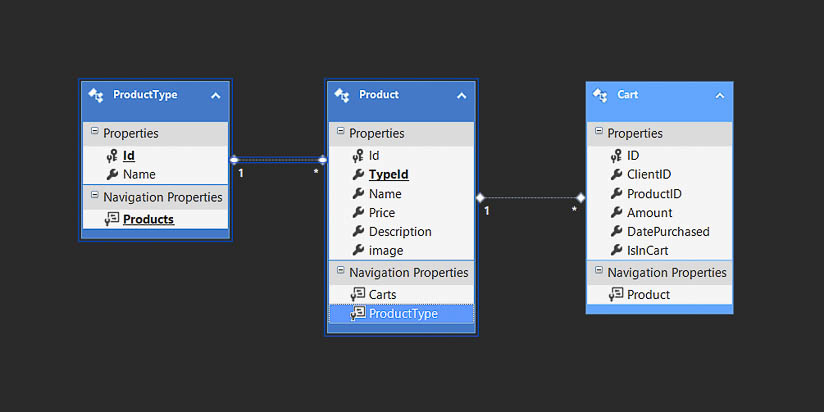 ProductType
Properties
Id
Name
Navigation Properties
Products
1
*
Product
Properties
Id
TypeId
Name
Price
Description
image
Navigation Properties
Carts
ProductType
1
*
Cart
Properties
ID
ClientID
ProductID
Amount
DatePurchased
IsInCart
Navigation Properties
Product